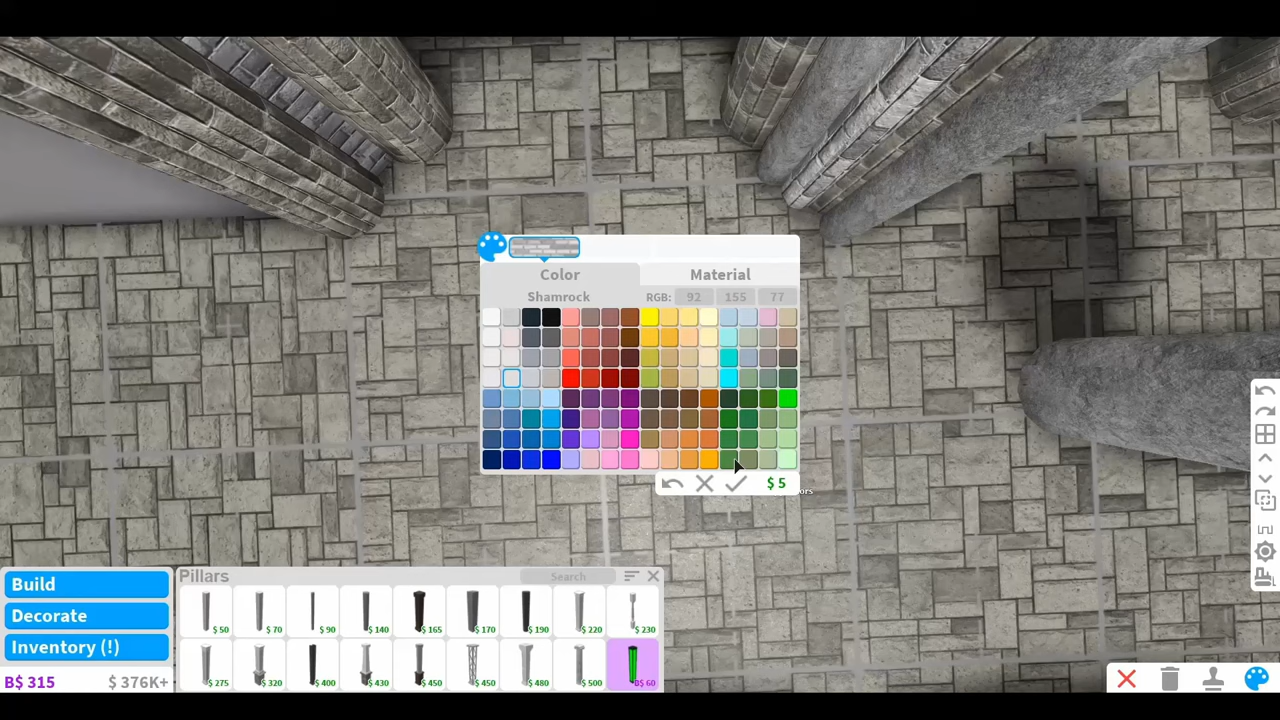 Color
Material
Shamrock
RGB: 92 155 77
$ 5
ors
Pillars
Search
Build
Decorate
Inventory (!)
B$ 315
$ 376K+
$ 50
$ 70
$ 90
$ 140
$ 165
$ 170
$ 190
$ 220
$ 230
$ 275
$ 320
$ 400
$ 430
$ 450
$ 450
$ 480
$ 500
B$ 60